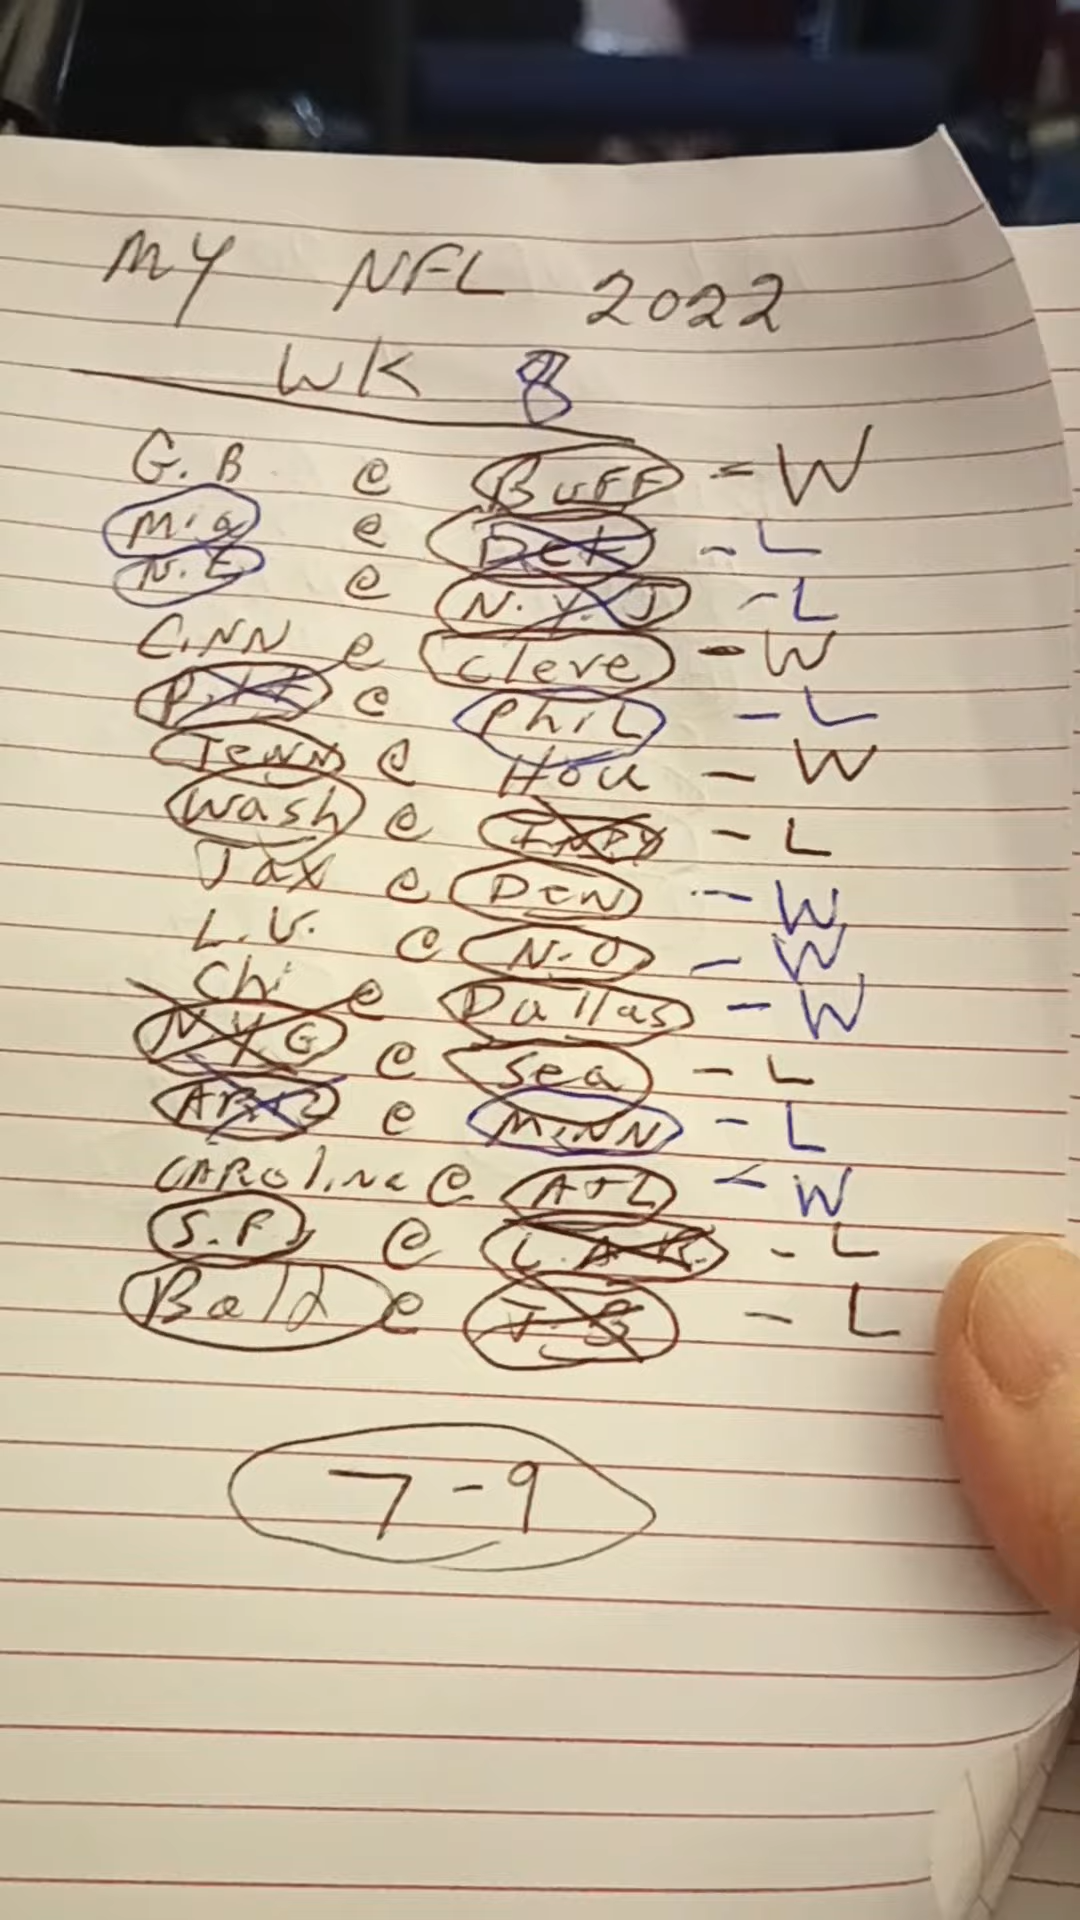 MY NFL 2022
WK 8
G.B @ BUFF - W
Mia @ Det - L
N.E @ N.Y.J - L
CiNN @ Cleve - W
Pitt @ PhiL - L
TeNN @ HOU - W
Wash @ INDY - L
Jax @ DEN - W
L.V. @ N.O - W
Chi @ Dallas - W
N.Y.G @ Sea - L
ARIZ @ MiNN - L
CAROLiNa @ ATL - W
S.F. @ L.A.R. - L
Balt @ T.B - L
7-9